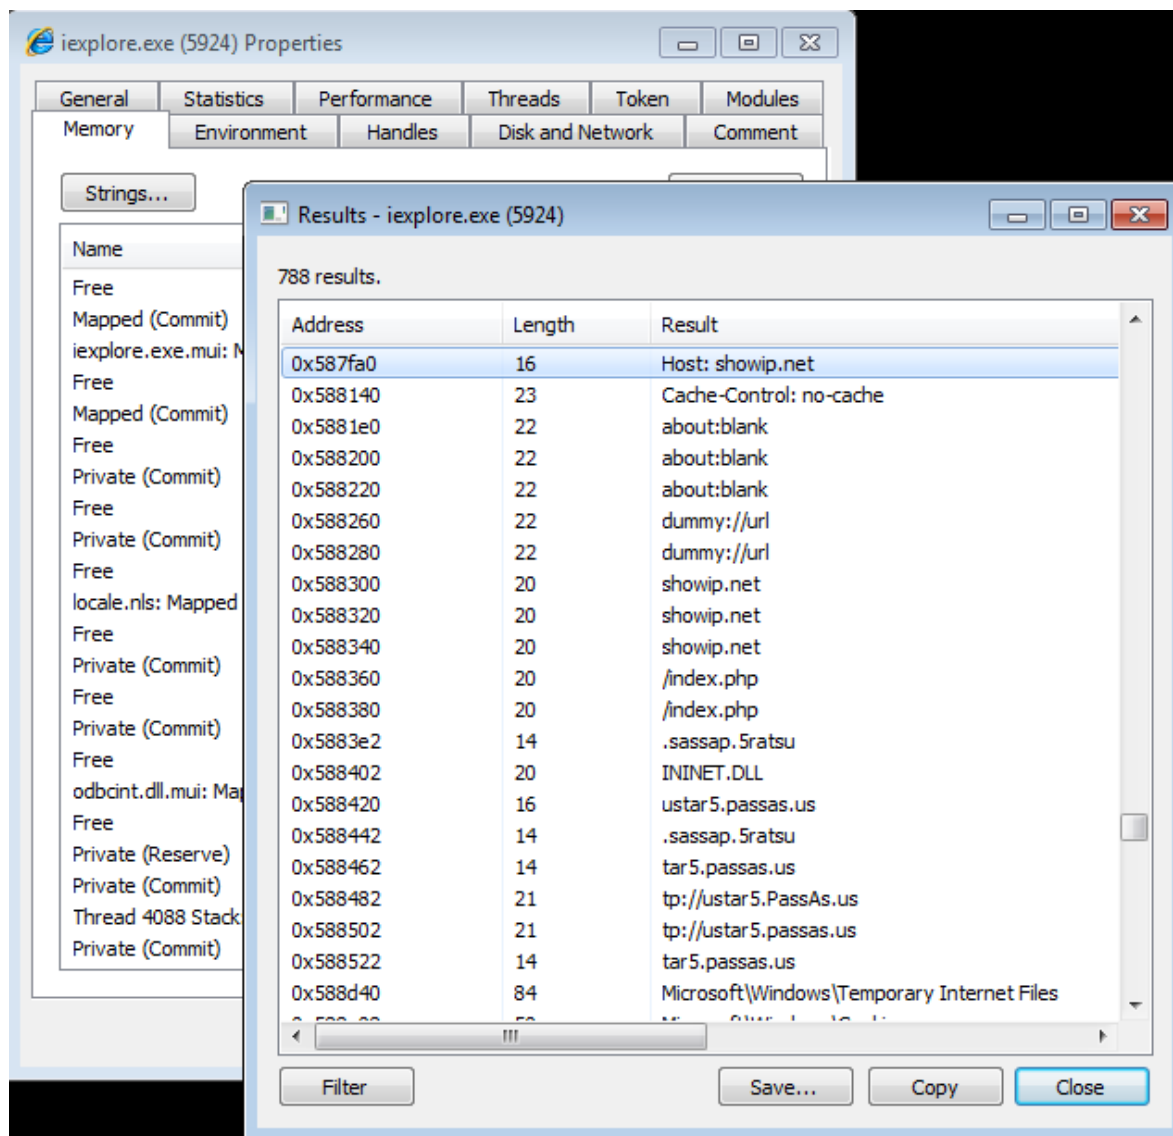 iexplore.exe (5924) Properties
General Statistics Performance Threads Token Modules
Memory Environment Handles Disk and Network Comment
Strings...
Name
Free
Mapped (Commit)
iexplore.exe.mui:
Free
Mapped (Commit)
Free
Private (Commit)
Free
Private (Commit)
Free
locale.nls: Mapped
Free
Private (Commit)
Free
Private (Commit)
Free
odbcint.dll.mui:
Free
Private (Reserve)
Private (Commit)
Thread 4088 Stack
Private (Commit)
Results - iexplore.exe (5924)
788 results.
Address Length Result
0x587fa0 16 Host: showip.net
0x588140 23 Cache-Control: no-cache
0x5881e0 22 about:blank
0x588200 22 about:blank
0x588220 22 about:blank
0x588260 22 dummy://url
0x588280 22 dummy://url
0x588300 20 showip.net
0x588320 20 showip.net
0x588340 20 showip.net
0x588360 20 /index.php
0x588380 20 /index.php
0x5883e2 14 .sassap.5ratsu
0x588402 20 ININET.DLL
0x588420 16 ustar5.passas.us
0x588442 14 .sassap.5ratsu
0x588462 14 tar5.passas.us
0x588482 21 tp://ustar5.PassAs.us
0x588502 21 tp://ustar5.passas.us
0x588522 14 tar5.passas.us
0x588d40 84 Microsoft\Windows\Temporary Internet Files
Filter Save... Copy Close